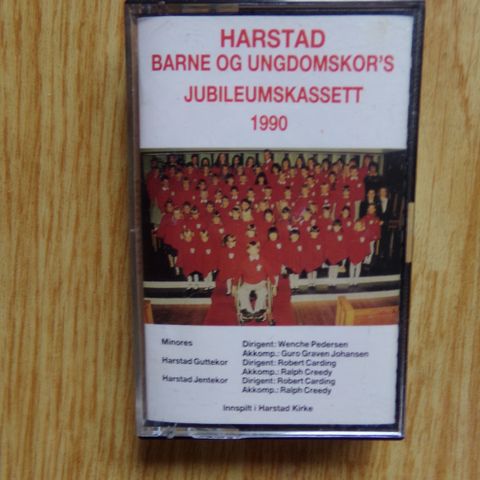 HARSTAD
BARNE OG UNGDOMSKOR'S
JUBILEUMSKASSETT
1990
Minores Dirigent: Wenche Pedersen
Akkomp.: Guro Graven Johansen
Harstad Guttekor Dirigent: Robert Carding
Akkomp.: Ralph Creedy
Harstad Jentekor Dirigent: Robert Carding
Akkomp.: Ralph Creedy
Innspilt i Harstad Kirke